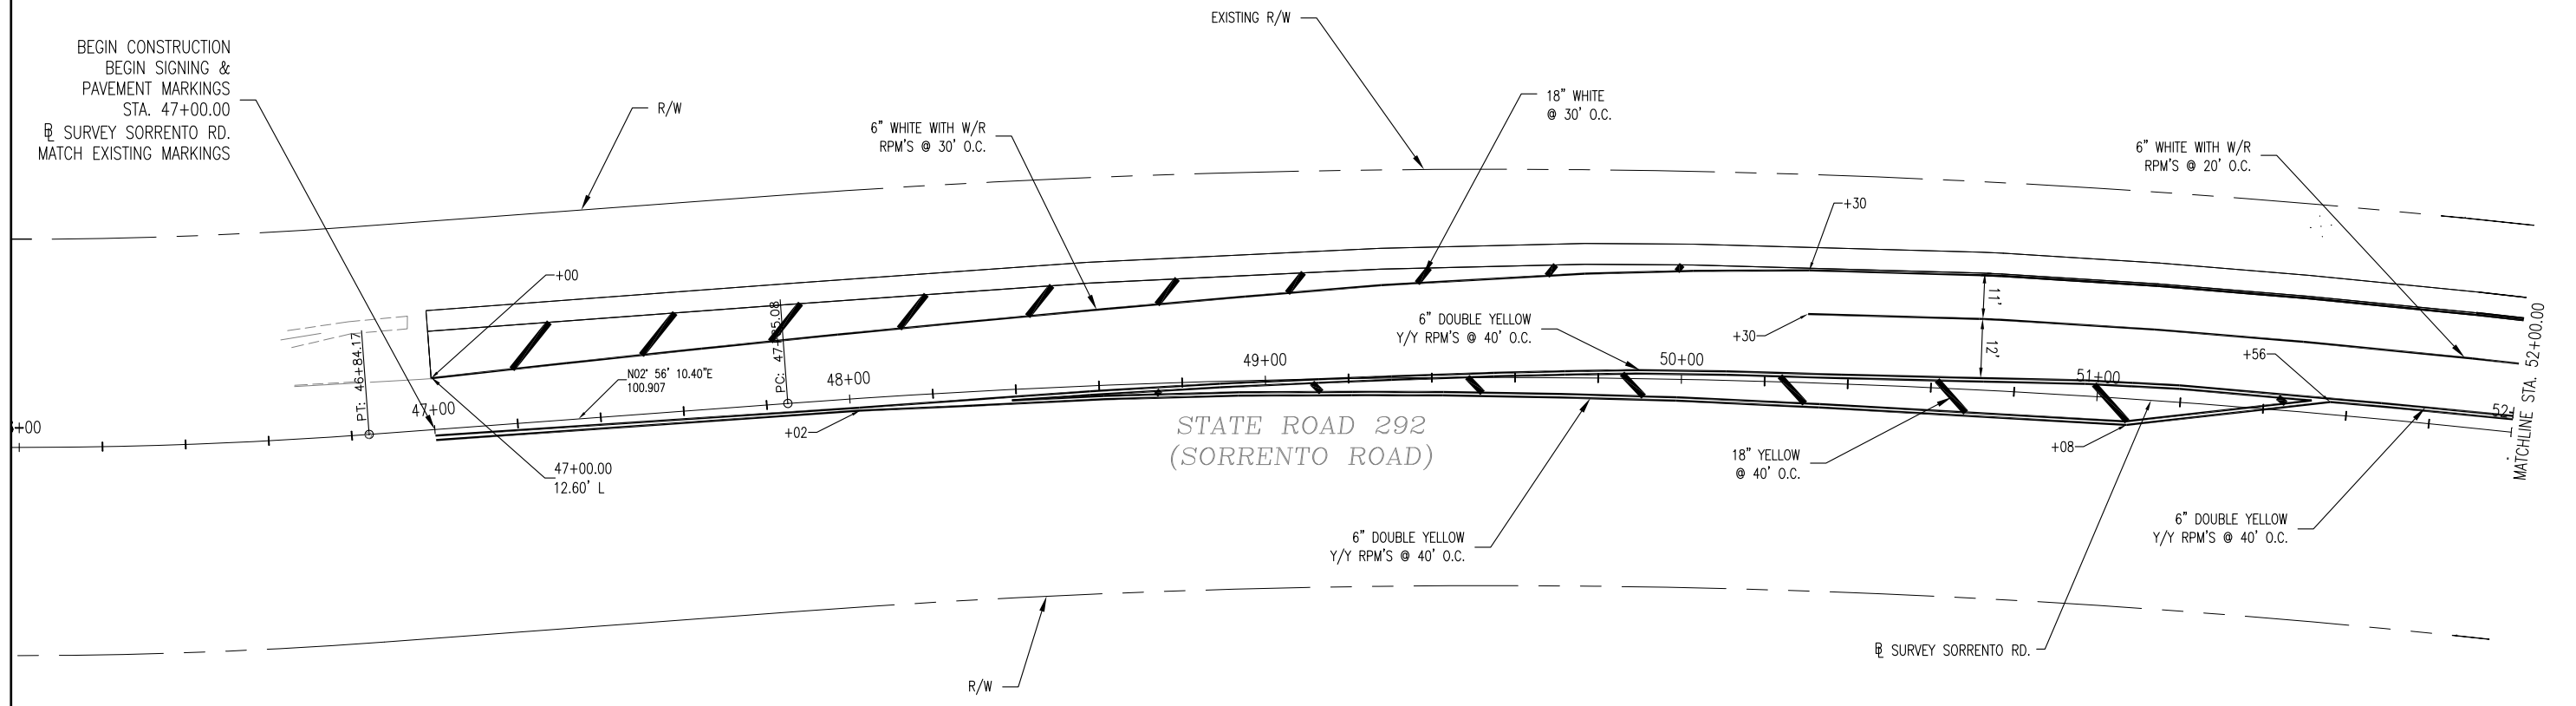 EXISTING R/W
BEGIN CONSTRUCTION
BEGIN SIGNING &
PAVEMENT MARKINGS
STA. 47+00.00
℄ SURVEY SORRENTO RD.
MATCH EXISTING MARKINGS
R/W
6" WHITE WITH W/R
RPM'S @ 30' O.C.
18" WHITE
@ 30' O.C.
6" WHITE WITH W/R
RPM'S @ 20' O.C.
+30
+00
11'
12'
+30
6" DOUBLE YELLOW
Y/Y RPM'S @ 40' O.C.
+56
PT: 46+84.17
N02° 56' 10.40"E
100.907
47+00
48+00
49+00
50+00
51+00
MATCHLINE STA. 52+00.00
STATE ROAD 292
(SORRENTO ROAD)
+02
+08
47+00.00
12.60' L
18" YELLOW
@ 40' O.C.
6" DOUBLE YELLOW
Y/Y RPM'S @ 40' O.C.
6" DOUBLE YELLOW
Y/Y RPM'S @ 40' O.C.
℄ SURVEY SORRENTO RD.
R/W